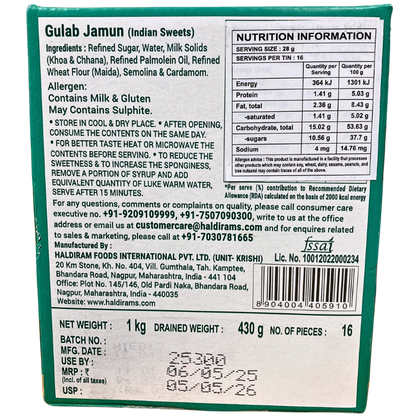 Gulab Jamun (Indian Sweets)
Ingredients : Refined Sugar, Water, Milk Solids
(Khoa & Chhana), Refined Palmolein Oil, Refined
Wheat Flour (Maida), Semolina & Cardamom.
Allergen:
Contains Milk & Gluten
May Contains Sulphite.
• STORE IN COOL & DRY PLACE. • AFTER OPENING,
CONSUME THE CONTENTS ON THE SAME DAY.
• FOR BETTER TASTE HEAT OR MICROWAVE THE
CONTENTS BEFORE SERVING. • TO REDUCE THE
SWEETNESS & TO INCREASE THE SPONGINESS,
REMOVE A PORTION OF SYRUP AND ADD
EQUIVALENT QUANTITY OF LUKE WARM WATER,
SERVE AFTER 15 MINUTES.
NUTRITION INFORMATION
SERVING SIZE : 28 g
SERVINGS PER TIN : 16
Quantity per Serving Quantity per 100 g
Energy 364 kJ 1301 kJ
Protein 1.41 g 5.03 g
Fat, total 2.36 g 8.43 g
-saturated 1.41 g 5.02 g
Carbohydrate, total 15.02 g 53.63 g
-sugars 10.56 g 37.7 g
Sodium 4 mg 14.76 mg
Allergen advice : This product is manufactured in a facility that processes
other products which may contain soy, wheat, dairy, sesame, peanuts, and
tree nuts and may contain traces of all of the above.
*Per serve (%) contribution to Recommended Dietary
Allowance (RDA) calculated on the basis of 2000 kcal energy
For any questions, comments or complaints on quality, please call consumer care
executive no. +91-9209109999, +91-7507090300, write to us at the office
address or email at customercare@haldirams.com and for enquires related
to sales & marketing, please call at +91-7030781665
HALDIRAM FOODS INTERNATIONAL PVT. LTD. (UNIT- KRISHI)
20 Km Stone, Kh. No. 404, Vill. Gumthala, Tah. Kamptee,
Bhandara Road, Nagpur, Maharashtra, India - 441 104
Office: Plot No. 145/146, Old Pardi Naka, Bhandara Road,
Nagpur, Maharashtra, India - 440035
Website: www.haldirams.com
fssai
Lic. No. 10012022000234
8 904004 405910
NET WEIGHT : 1 kg DRAINED WEIGHT : 430 g NO. OF PIECES : 16
BATCH NO. :
MFG. DATE :
USE BY :
MRP : ₹
(Incl. of all taxes)
USP :
25300
06/05/25
05/05/26